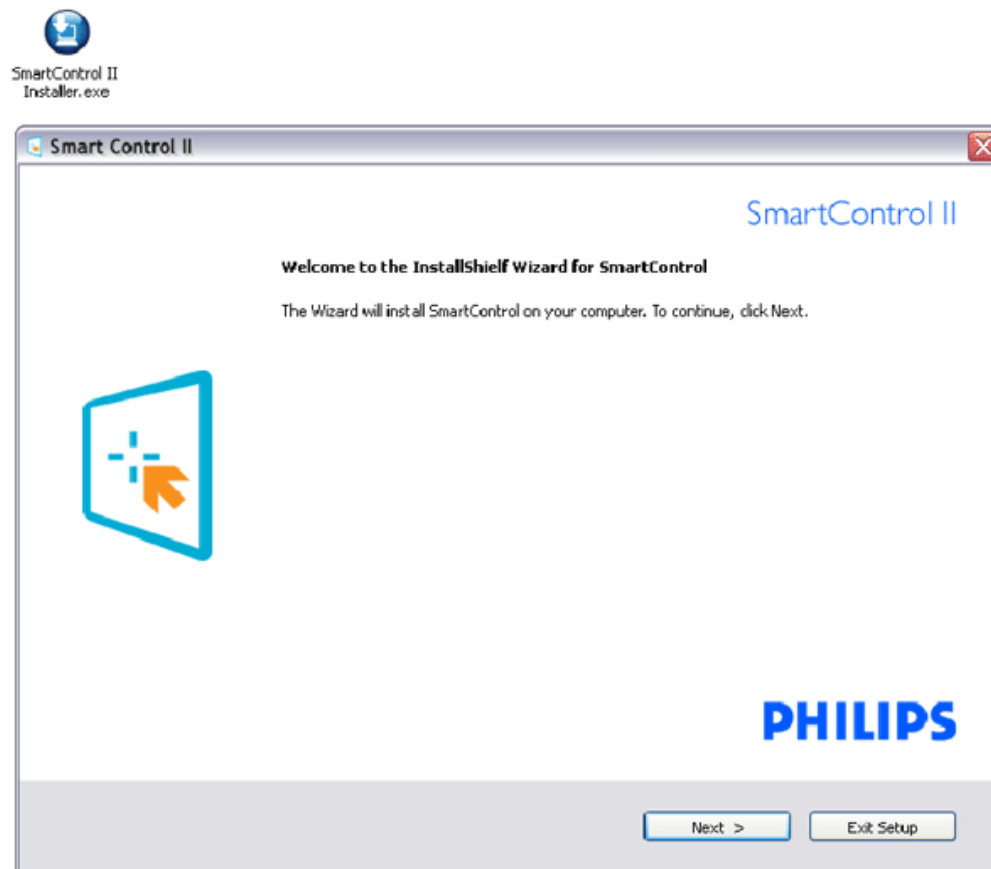 SmartControl II
Installer.exe
Smart Control II
SmartControl II
Welcome to the InstallShielf Wizard for SmartControl
The Wizard will install SmartControl on your computer. To continue, click Next.
PHILIPS
Next >
Exit Setup